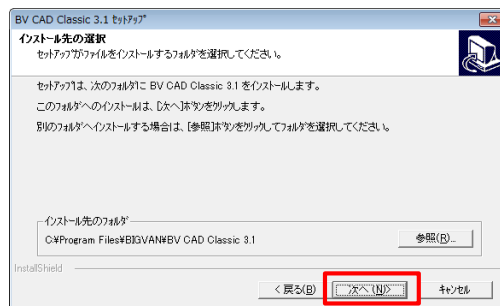 BV CAD Classic 3.1 ｾｯﾄｱｯﾌﾟ
インストール先の選択
ｾｯﾄｱｯﾌﾟがファイルをインストールするフォルダを選択してください。
ｾｯﾄｱｯﾌﾟは、次のフォルダに BV CAD Classic 3.1 をインストールします。
このフォルダへのインストールは、[次へ]ボタンをクリックします。
別のフォルダへインストールする場合は、[参照]ボタンをクリックしてフォルダを選択してください。
インストール先のフォルダ
C:¥Program Files¥BIGVAN¥BV CAD Classic 3.1
参照(R)...
InstallShield
< 戻る(B)
次へ(N)>
キャンセル